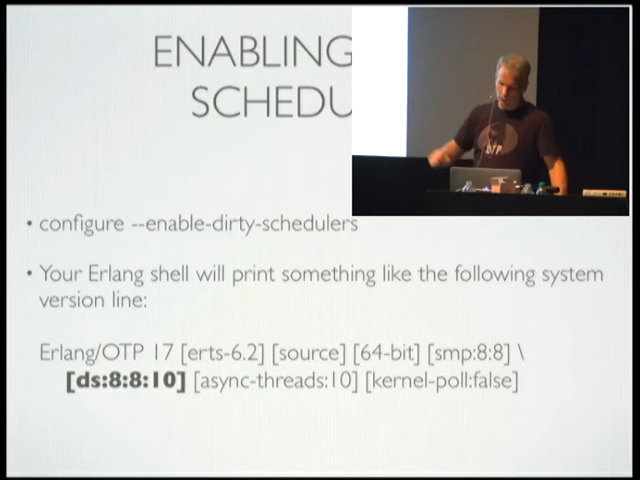 ENABLING
SCHEDU
• configure --enable-dirty-schedulers
• Your Erlang shell will print something like the following system
version line:
Erlang/OTP 17 [erts-6.2] [source] [64-bit] [smp:8:8] \
[ds:8:8:10] [async-threads:10] [kernel-poll:false]